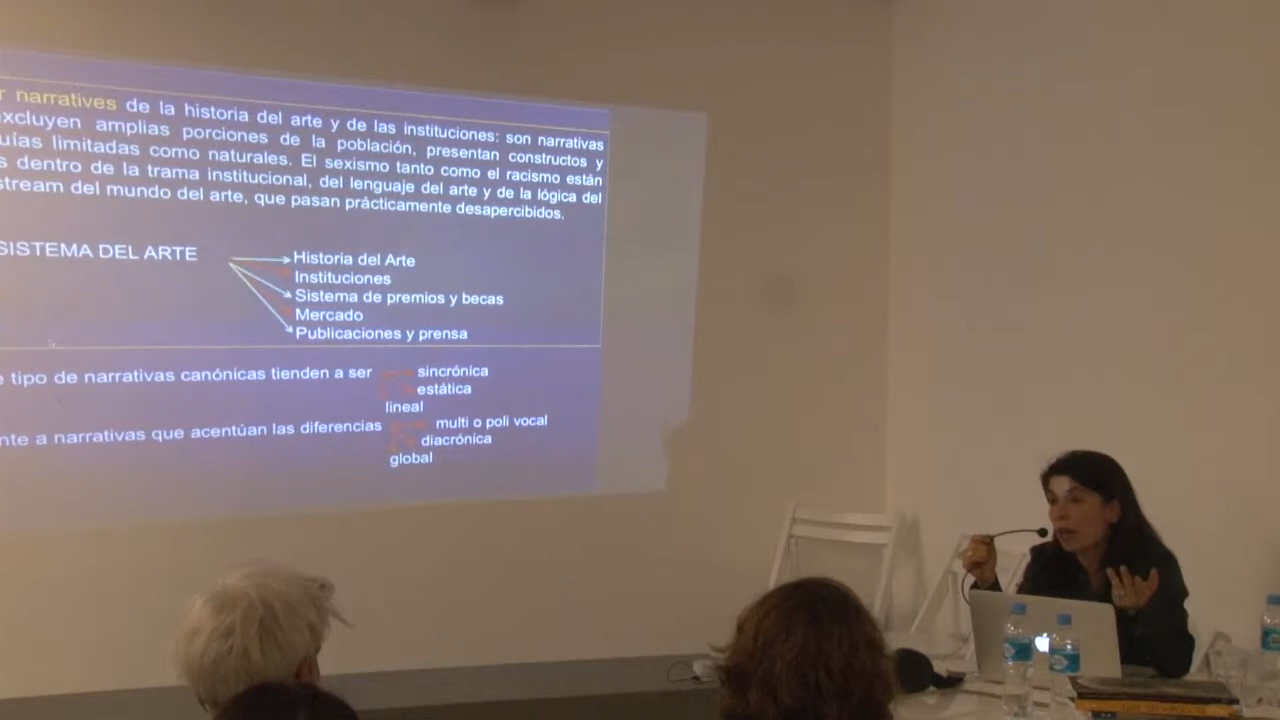 narratives de la historia del arte y de las instituciones: son narrativas
excluyen amplias porciones de la población, presentan constructos y
limitadas como naturales. El sexismo tanto como el racismo están
dentro de la trama institucional, del lenguaje del arte y de la lógica del
stream del mundo del arte, que pasan prácticamente desapercibidos.
SISTEMA DEL ARTE
Historia del Arte
Instituciones
Sistema de premios y becas
Mercado
Publicaciones y prensa
tipo de narrativas canónicas tienden a ser
sincrónica
estática
lineal
a narrativas que acentúan las diferencias
multi o poli vocal
diacrónica
global